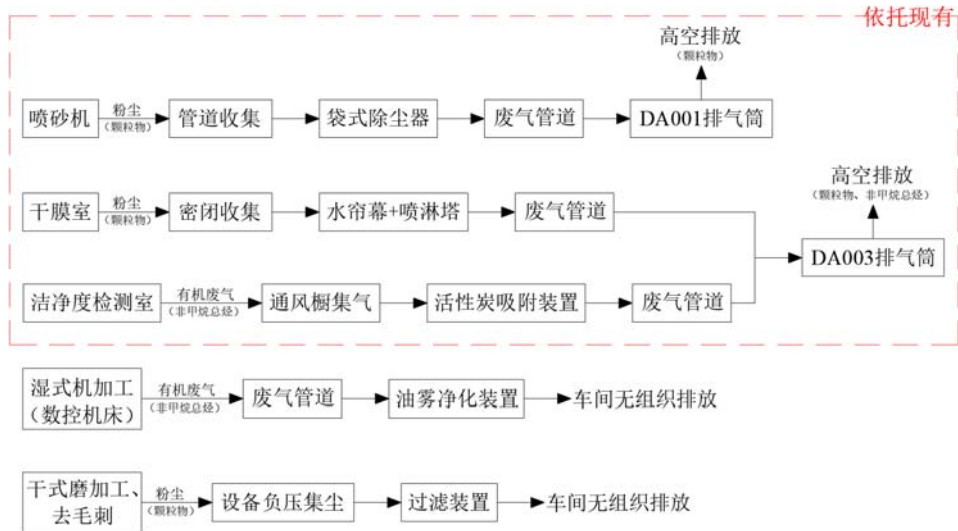 依托现有
高空排放
（颗粒物）
喷砂机
粉尘
（颗粒物）
管道收集
袋式除尘器
废气管道
DA001排气筒
高空排放
（颗粒物、非甲烷总烃）
干膜室
粉尘
（颗粒物）
密闭收集
水帘幕+喷淋塔
废气管道
DA003排气筒
洁净度检测室
有机废气
（非甲烷总烃）
通风橱集气
活性炭吸附装置
废气管道
湿式机加工
（数控机床）
有机废气
（非甲烷总烃）
废气管道
油雾净化装置
车间无组织排放
干式磨加工、
去毛刺
粉尘
（颗粒物）
设备负压集尘
过滤装置
车间无组织排放